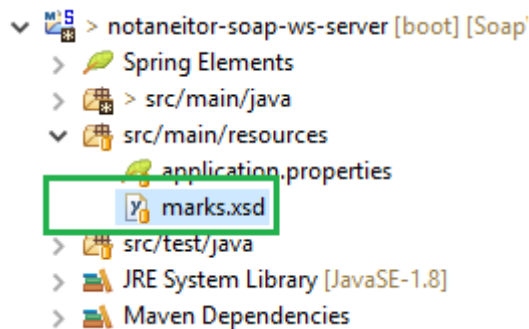 > notaneitor-soap-ws-server [boot] [Soap
Spring Elements
> src/main/java
src/main/resources
application.properties
marks.xsd
src/test/java
JRE System Library [JavaSE-1.8]
Maven Dependencies